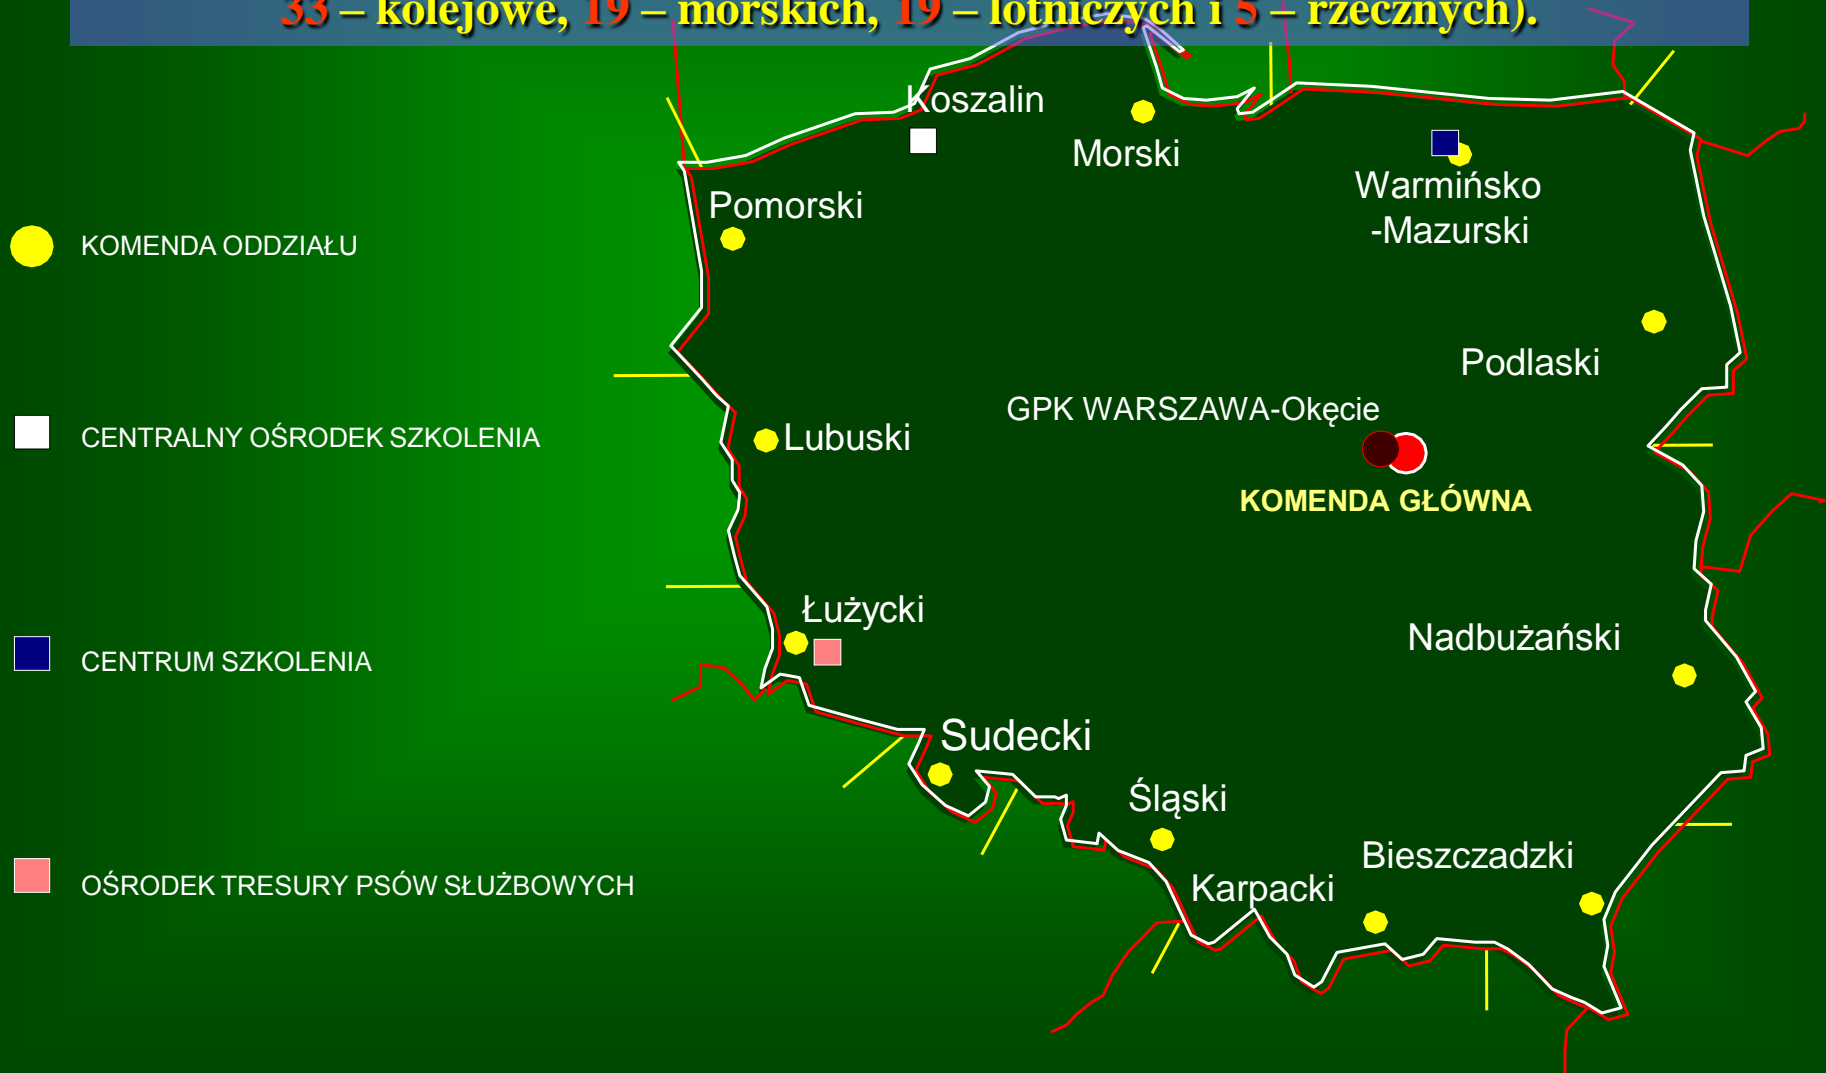 33 – kolejowe, 19 – morskich, 19 – lotniczych i 5 – rzecznych).
Koszalin
Morski
Warmińsko
-Mazurski
Pomorski
KOMENDA ODDZIAŁU
Podlaski
GPK WARSZAWA-Okęcie
CENTRALNY OŚRODEK SZKOLENIA
Lubuski
KOMENDA GŁÓWNA
Łużycki
Nadbużański
CENTRUM SZKOLENIA
Sudecki
Śląski
Bieszczadzki
Karpacki
OŚRODEK TRESURY PSÓW SŁUŻBOWYCH